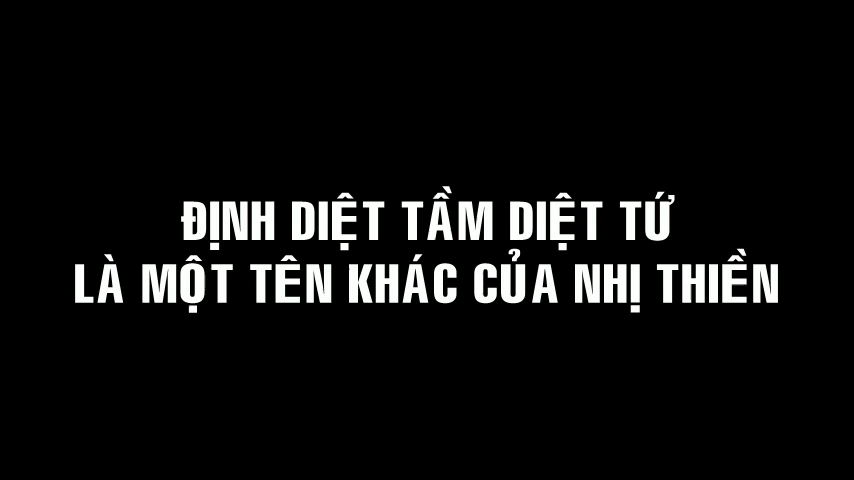 ĐỊNH DIỆT TẦM DIỆT TỨ
LÀ MỘT TÊN KHÁC CỦA NHỊ THIỀN